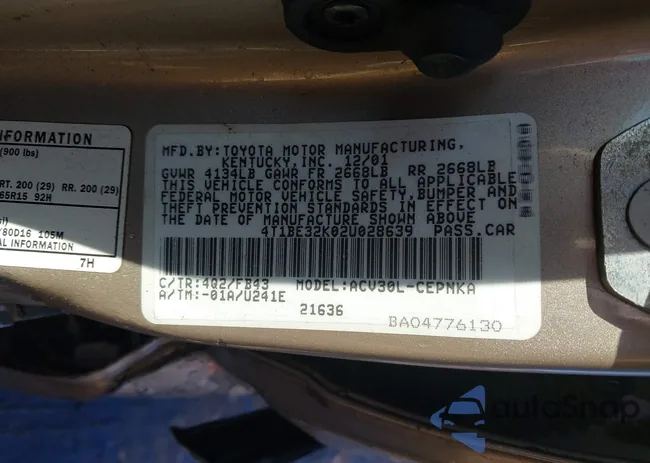 INFORMATION
(900 lbs)
RT. 200 (29) RR. 200 (29)
65R15 92H
/80D16 105M
AL INFORMATION
7H
MFD.BY:TOYOTA MOTOR MANUFACTURING,
KENTUCKY,INC. 12/01
GVWR 4134LB GAWR FR 2668LB RR 2668LB
THIS VEHICLE CONFORMS TO ALL APPLICABLE
FEDERAL MOTOR VEHICLE SAFETY,BUMPER AND
THEFT PREVENTION STANDARDS IN EFFECT ON
THE DATE OF MANUFACTURE SHOWN ABOVE
4T1BE32K02U028639 PASS.CAR
C/TR:402/FB43 MODEL:ACV30L-CEPNKA
A/TM:-01A/U241E
21636
BA04776130
autoSnap